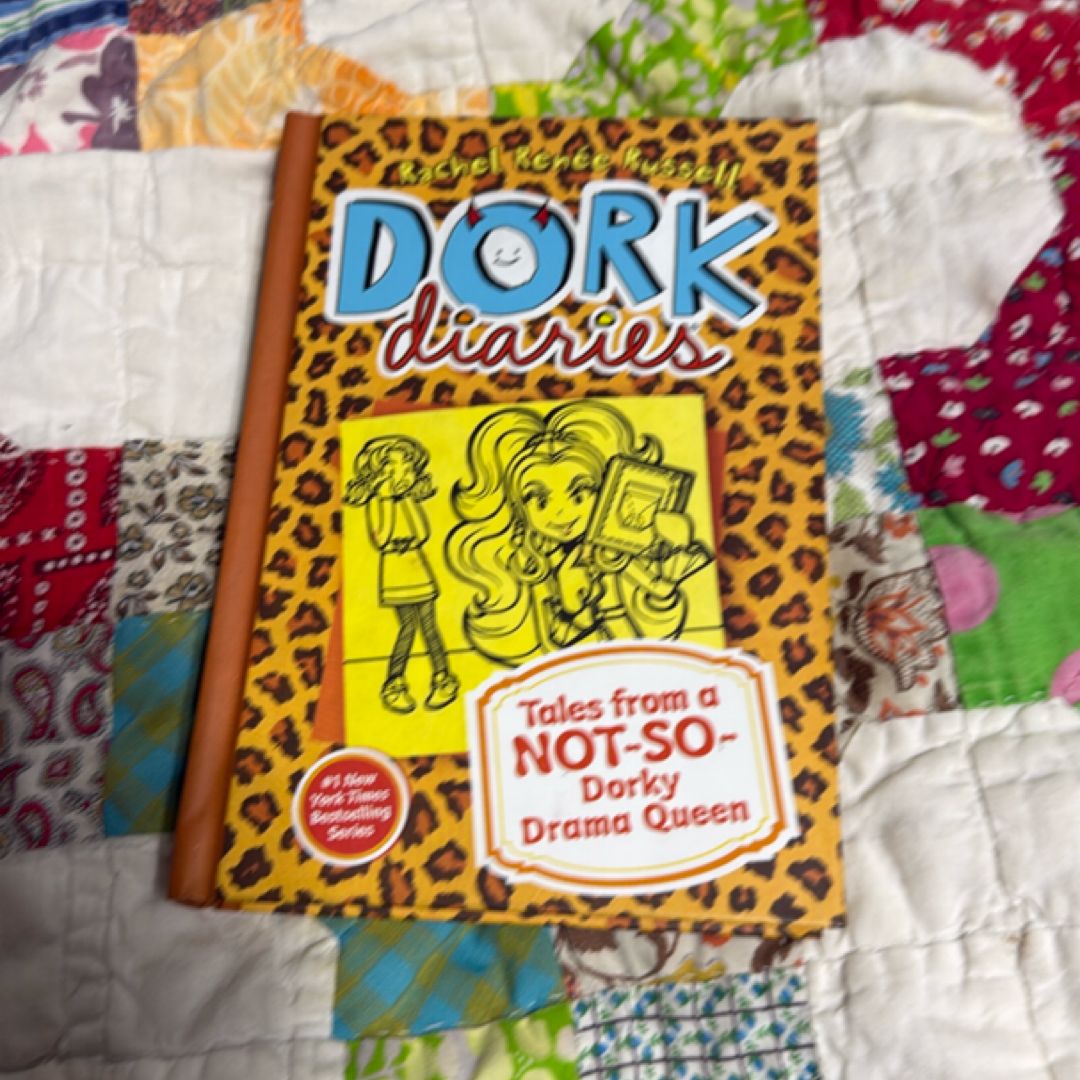 Rachel Renée Russell
DORK
diaries
Tales from a
NOT-SO-
Dorky
Drama Queen
#1 New
York Times
Bestselling
Series